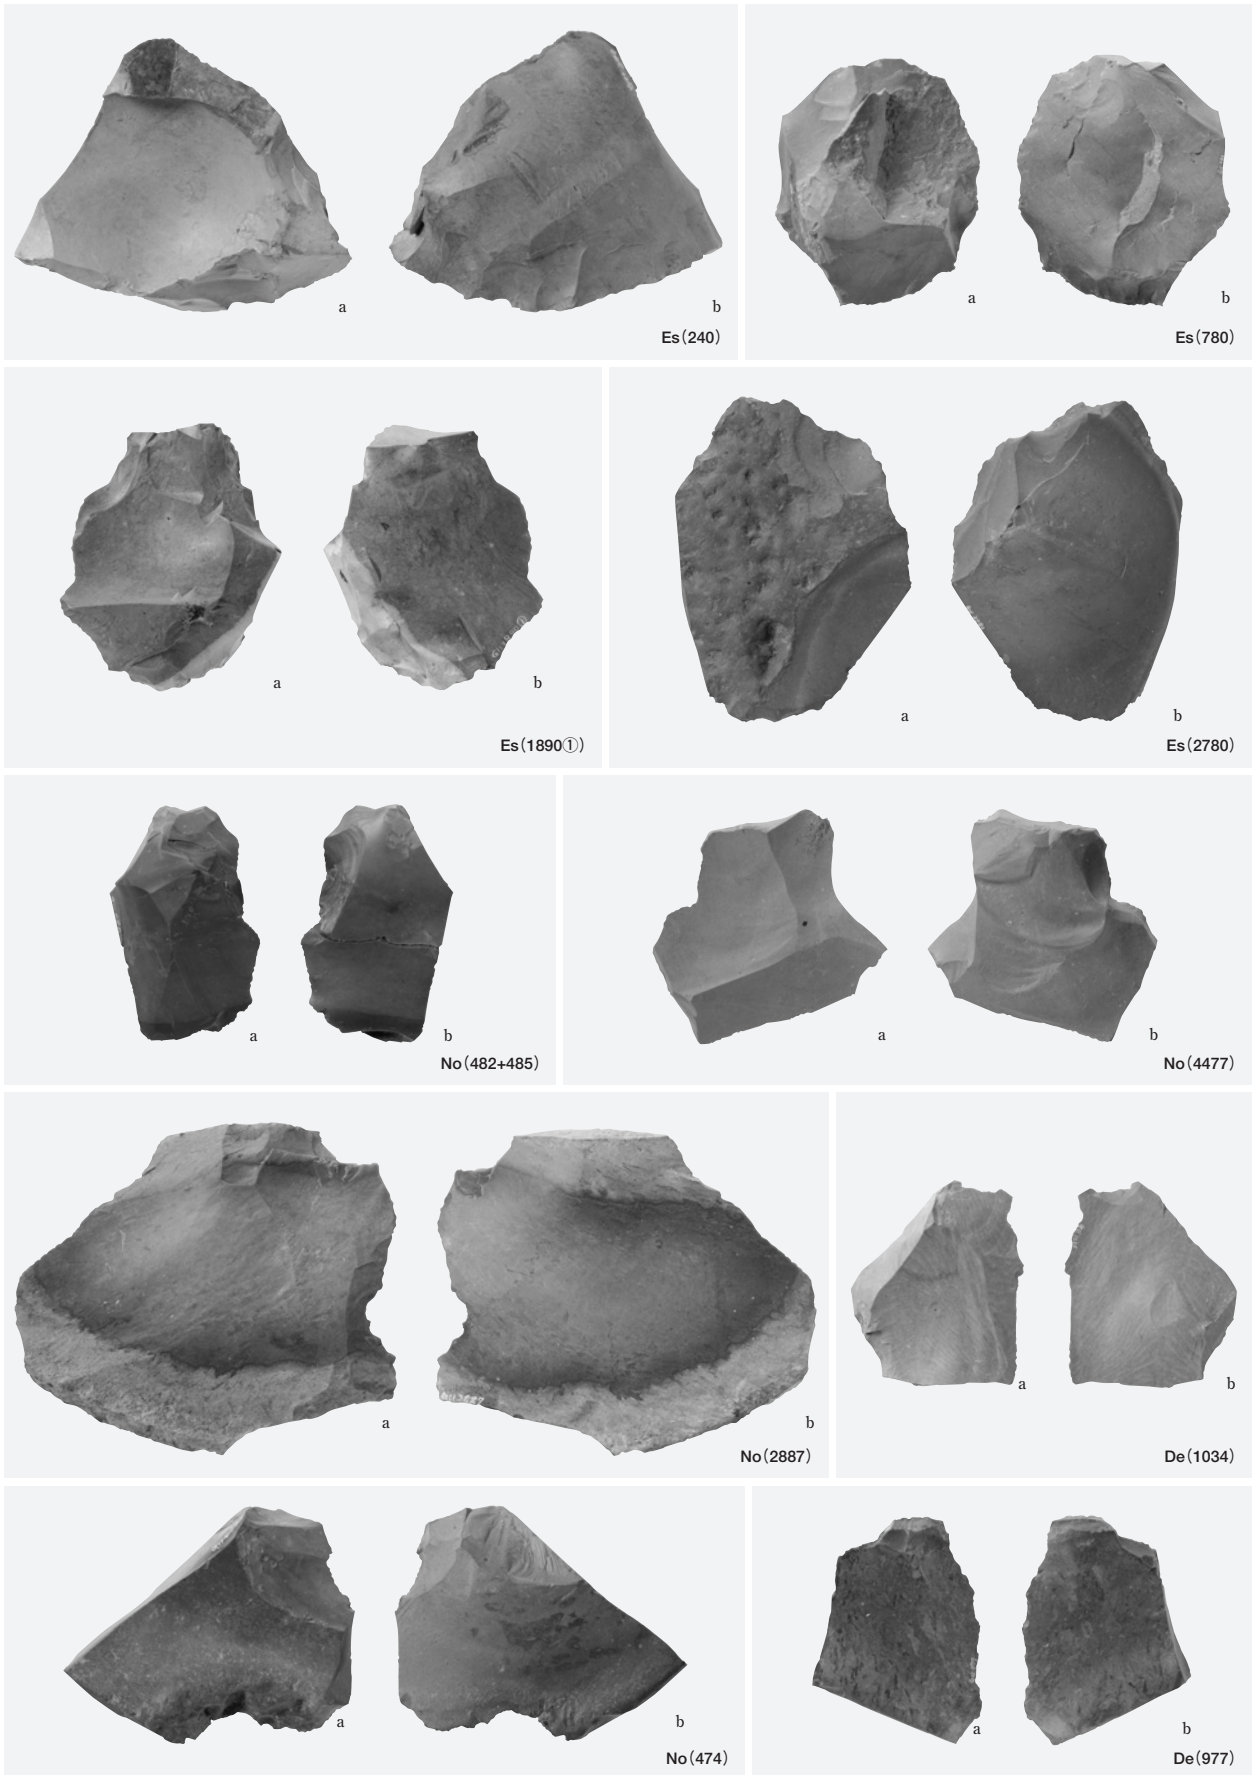 a
b
Es(240)
a
b
Es(780)
a
b
Es(1890①)
a
b
Es(2780)
a
b
No(482+485)
a
b
No(4477)
a
b
No(2887)
a
b
De(1034)
a
b
No(474)
a
b
De(977)